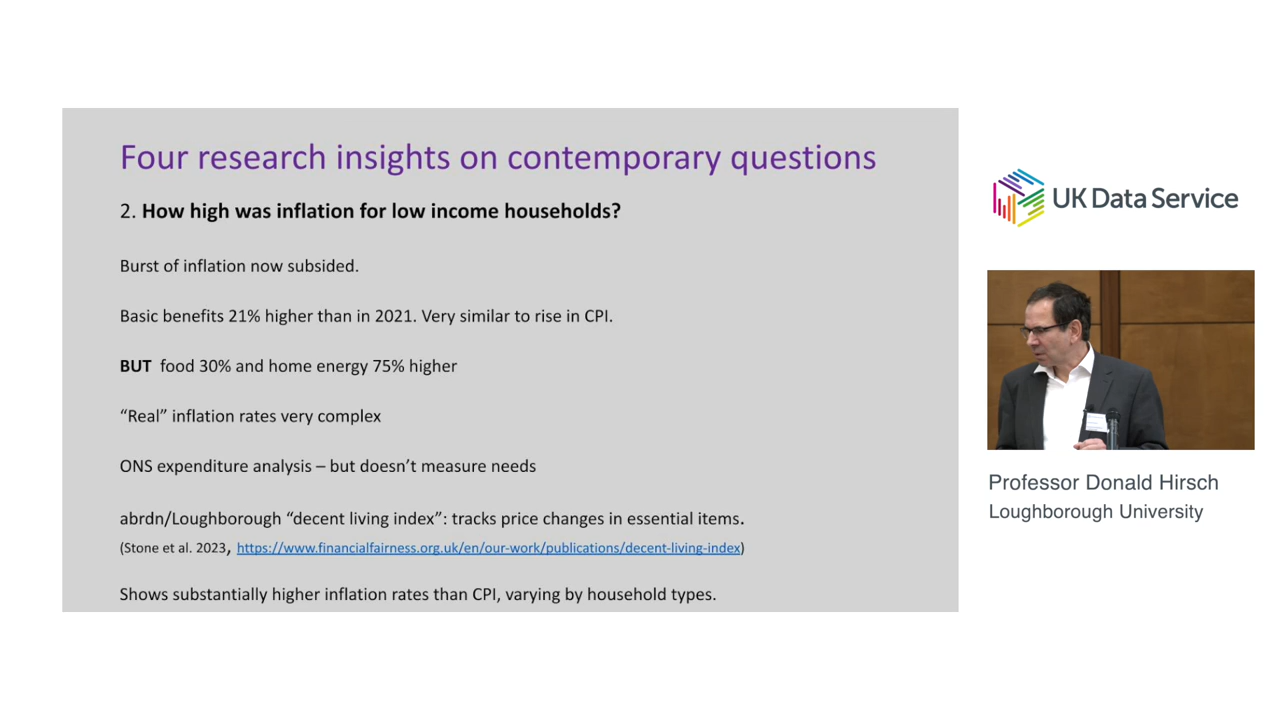 Four research insights on contemporary questions
2. How high was inflation for low income households?
Burst of inflation now subsided.
Basic benefits 21% higher than in 2021. Very similar to rise in CPI.
BUT food 30% and home energy 75% higher
“Real” inflation rates very complex
ONS expenditure analysis – but doesn’t measure needs
abrdn/Loughborough “decent living index”: tracks price changes in essential items.
(Stone et al. 2023, https://www.financialfairness.org.uk/en/our-work/publications/decent-living-index)
Shows substantially higher inflation rates than CPI, varying by household types.
UK Data Service
Professor Donald Hirsch
Loughborough University